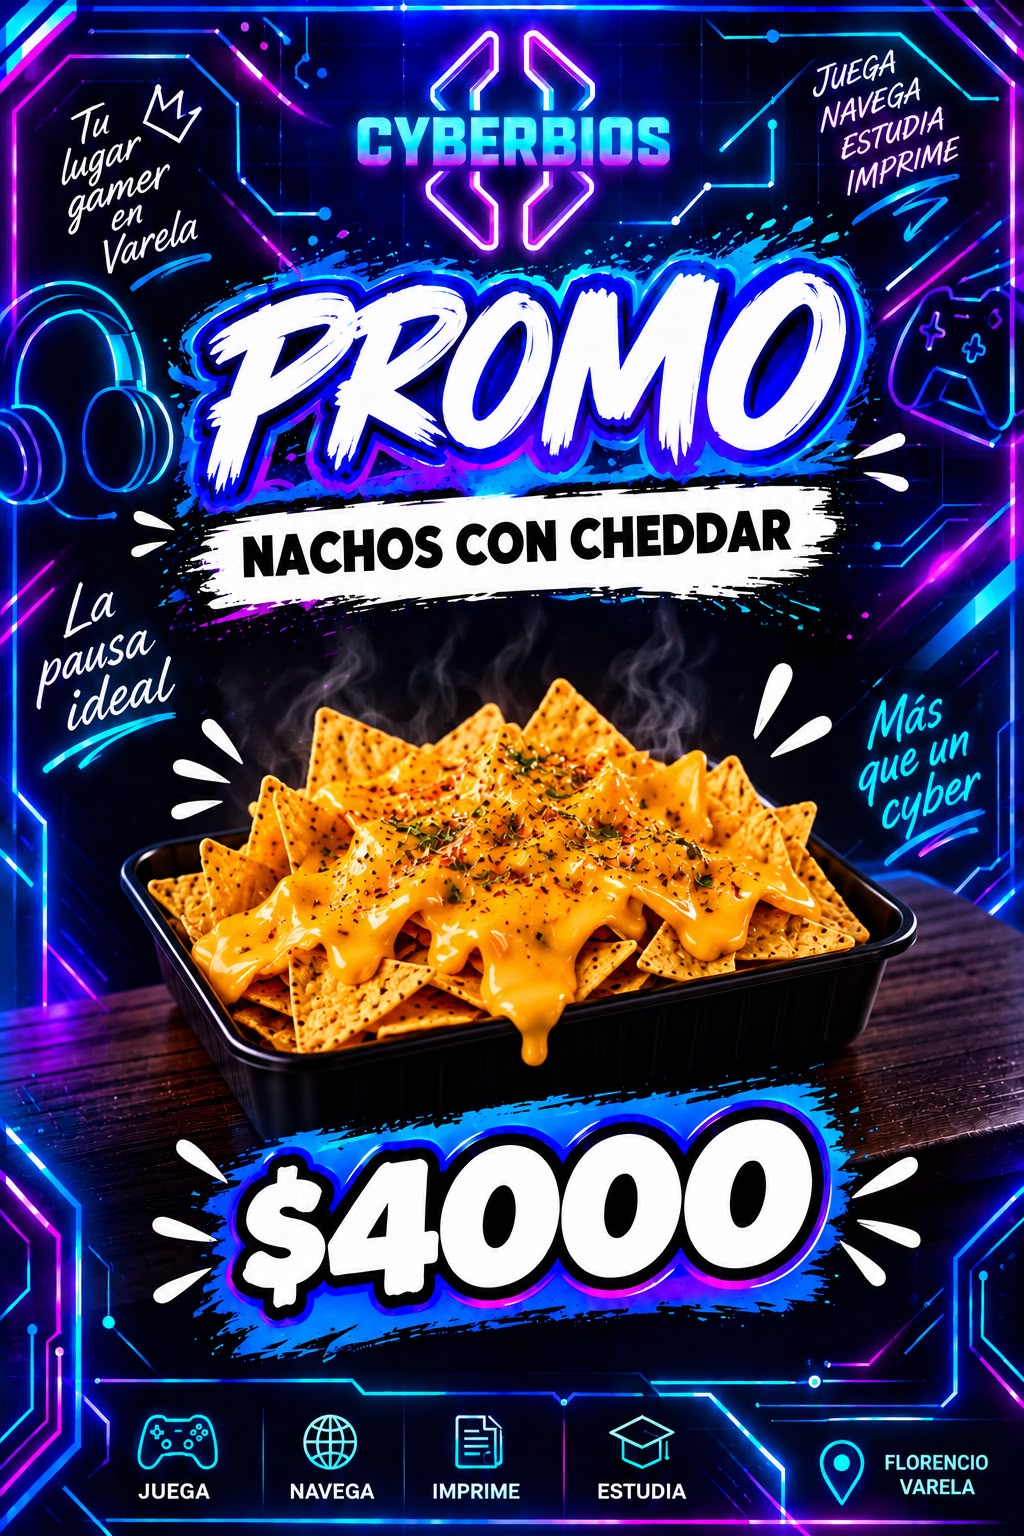 CYBERBIOS
Tu
lugar
gamer
en
Varela
JUEGA
NAVEGA
ESTUDIA
IMPRIME
PROMO
NACHOS CON CHEDDAR
La
pausa
ideal
Más
que un
cyber
$4000
JUEGA
NAVEGA
IMPRIME
ESTUDIA
FLORENCIO
VARELA